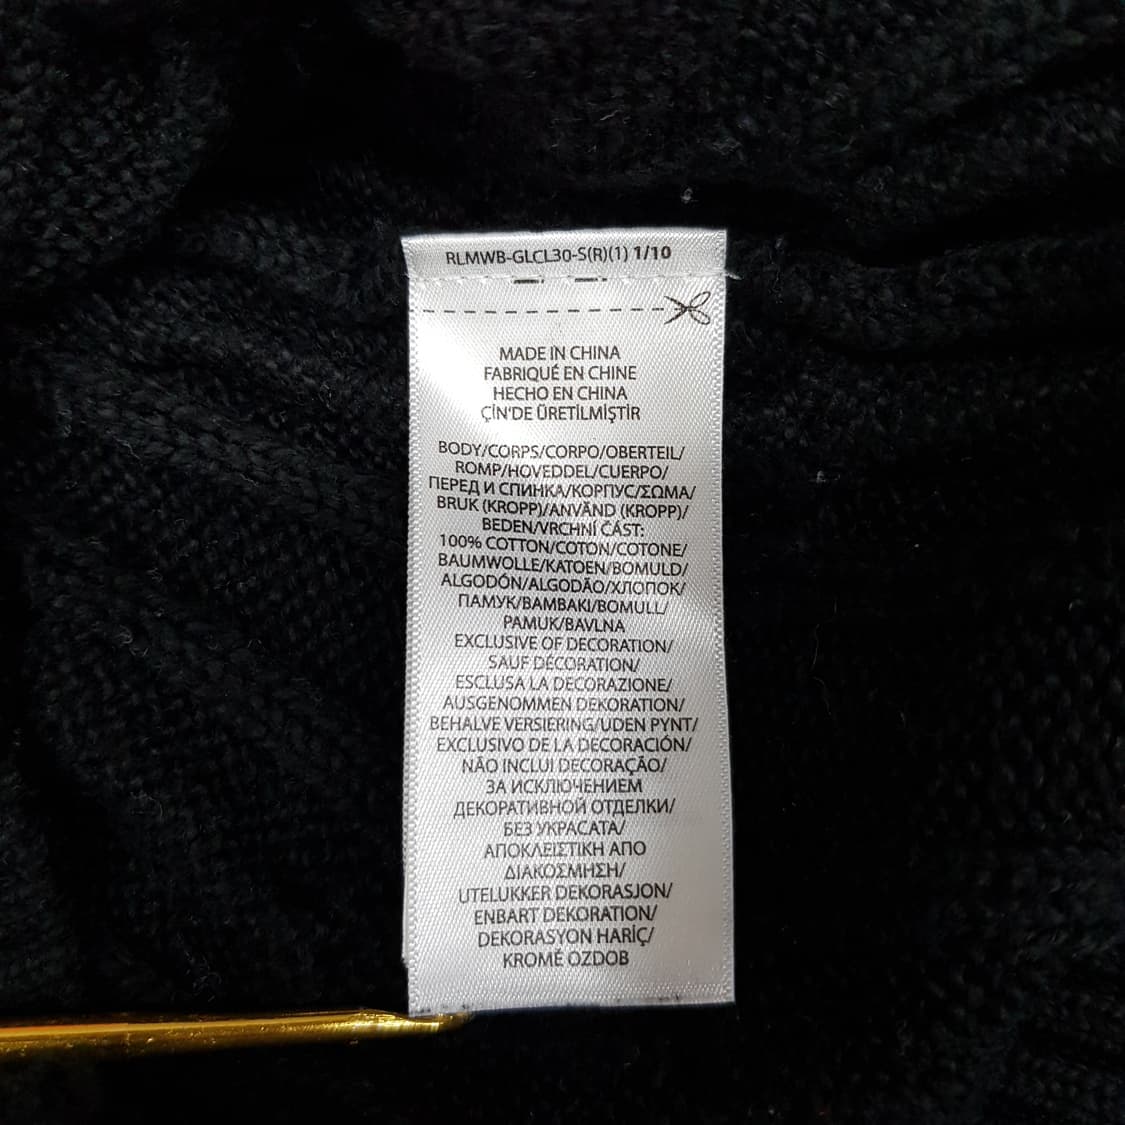 RLMWB-GLCL30-S(R)(1) 1/10
MADE IN CHINA
FABRIQUÉ EN CHINE
HECHO EN CHINA
ÇİN'DE ÜRETİLMİŞTİR
BODY/CORPS/CORPO/OBERTEIL/
ROMP/HOVEDDEL/CUERPO/
ПЕРЕД И СПИНКА/КОРПУС/ΣΩΜΑ/
BRUK (KROPP)/ANVÄND (KROPP)/
BEDEN/VRCHNÍ ČÁST:
100% COTTON/COTON/COTONE/
BAUMWOLLE/KATOEN/BOMULD/
ALGODÓN/ALGODÃO/ХЛОПОК/
ПАМУК/BAMBAKI/BOMULL/
PAMUK/BAVLNA
EXCLUSIVE OF DECORATION/
SAUF DÉCORATION/
ESCLUSA LA DECORAZIONE/
AUSGENOMMEN DEKORATION/
BEHALVE VERSIERING/UDEN PYNT/
EXCLUSIVO DE LA DECORACIÓN/
NÃO INCLUI DECORAÇÃO/
ЗА ИСКЛЮЧЕНИЕМ
ДЕКОРАТИВНОЙ ОТДЕЛКИ/
БЕЗ УКРАСАТА/
ΑΠΟΚΛΕΙΣΤΙΚΗ ΑΠΟ
ΔΙΑΚΟΣΜΗΣΗ/
UTELUKKER DEKORASJON/
ENBART DEKORATION/
DEKORASYON HARİÇ/
KROMĚ OZDOB